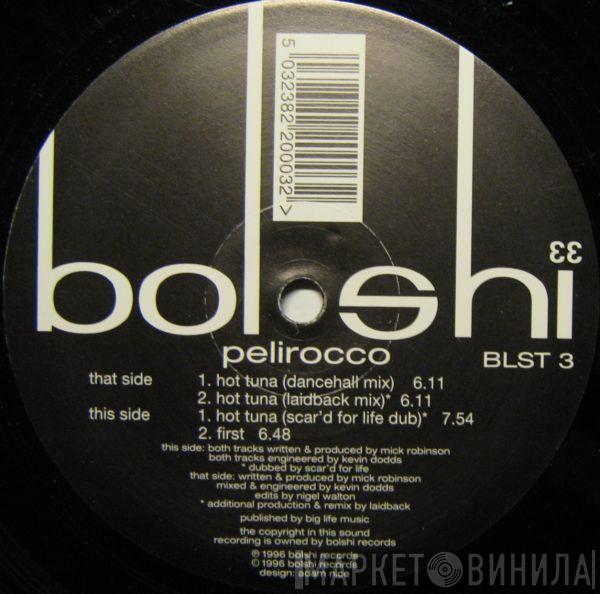 5 032382 200032 >
bolshi
33
pelirocco
BLST 3
that side 1. hot tuna (dancehall mix) 6.11
2. hot tuna (laidback mix)* 6.11
this side 1. hot tuna (scar'd for life dub)* 7.54
2. first 6.48
this side: both tracks written & produced by mick robinson
both tracks engineered by kevin dodds
* dubbed by scar'd for life
that side: written & produced by mick robinson
mixed & engineered by kevin dodds
edits by nigel walton
* additional production & remix by laidback
published by big life music
the copyright in this sound
recording is owned by bolshi records
℗ 1996 bolshi records
© 1996 bolshi records
design: adam rice
МАРКЕТ ВИНИЛА